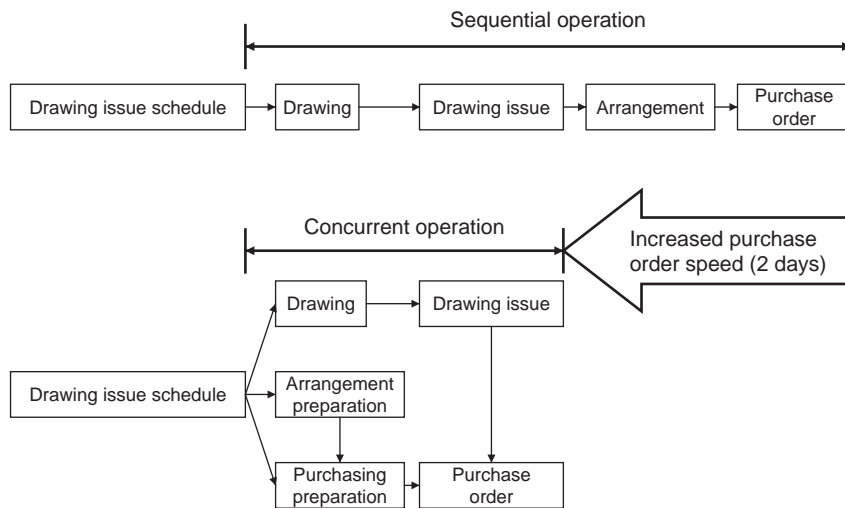 Sequential operation
Drawing issue schedule
Drawing
Drawing issue
Arrangement
Purchase
order
Concurrent operation
Increased purchase
order speed (2 days)
Drawing
Drawing issue
Drawing issue schedule
Arrangement
preparation
Purchasing
preparation
Purchase
order